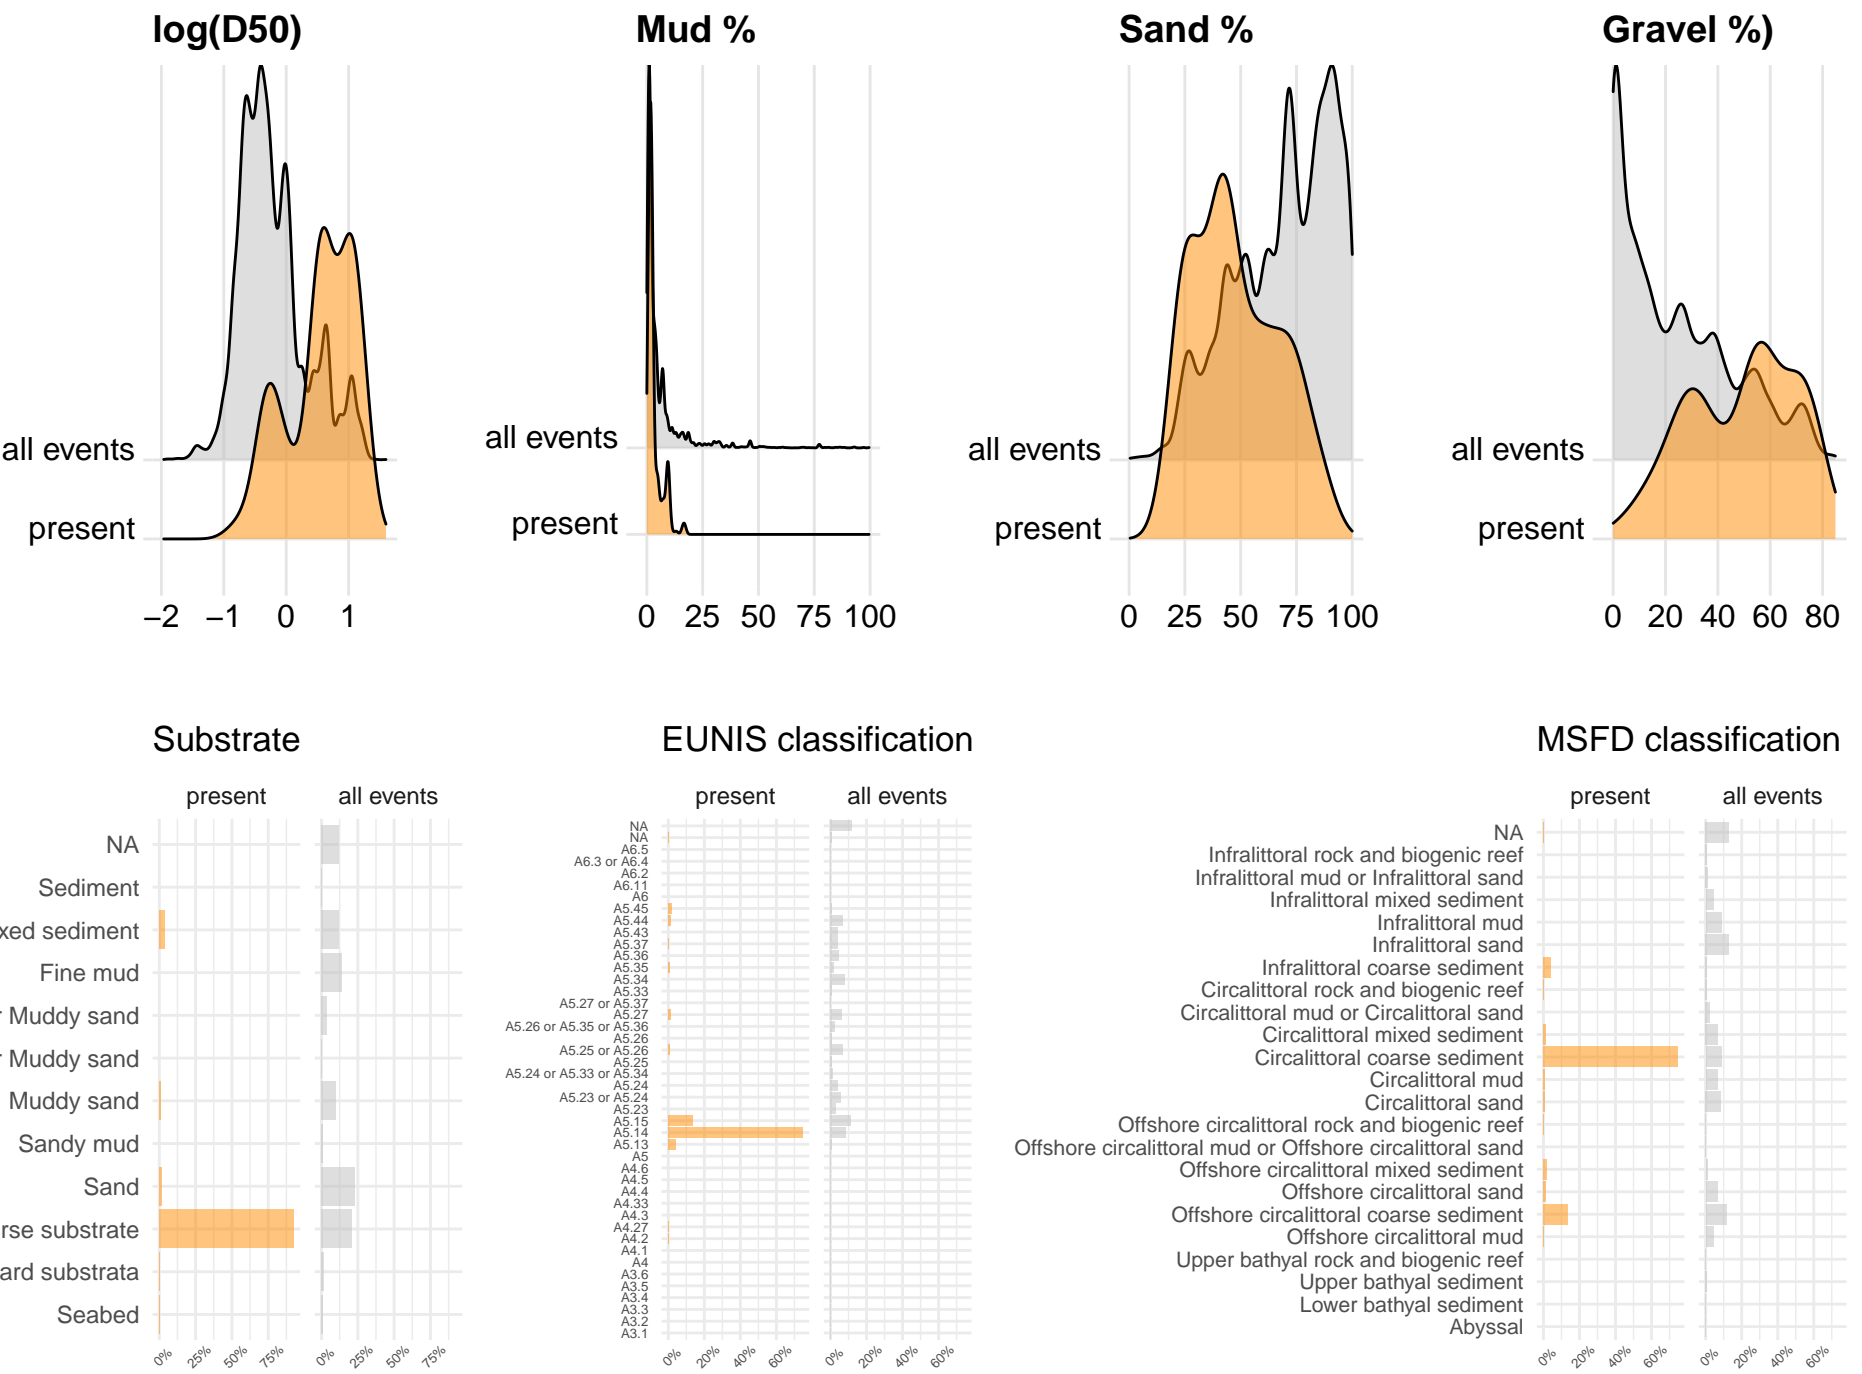 log(D50)
Mud %
Sand %
Gravel %)
all events
present
−2 −1 0 1
all events
present
0 25 50 75 100
all events
present
0 25 50 75 100
all events
present
0 20 40 60 80
Substrate
present all events
NA
Sediment
xed sediment
Fine mud
r Muddy sand
r Muddy sand
Muddy sand
Sandy mud
Sand
rse substrate
ard substrata
Seabed
0% 25% 50% 75% 0% 25% 50% 75%
EUNIS classification
present all events
NA
NA
A6.5
A6.3 or A6.4
A6.2
A6.11
A6
A5.45
A5.44
A5.43
A5.37
A5.36
A5.35
A5.34
A5.33
A5.27 or A5.37
A5.27
A5.26 or A5.35 or A5.36
A5.26
A5.25 or A5.26
A5.25
A5.24 or A5.33 or A5.34
A5.24
A5.23 or A5.24
A5.23
A5.15
A5.14
A5.13
A5
A4.6
A4.5
A4.4
A4.33
A4.3
A4.27
A4.2
A4.1
A4
A3.6
A3.5
A3.4
A3.3
A3.2
A3.1
0% 20% 40% 60% 0% 20% 40% 60%
MSFD classification
present all events
NA
Infralittoral rock and biogenic reef
Infralittoral mud or Infralittoral sand
Infralittoral mixed sediment
Infralittoral mud
Infralittoral sand
Infralittoral coarse sediment
Circalittoral rock and biogenic reef
Circalittoral mud or Circalittoral sand
Circalittoral mixed sediment
Circalittoral coarse sediment
Circalittoral mud
Circalittoral sand
Offshore circalittoral rock and biogenic reef
Offshore circalittoral mud or Offshore circalittoral sand
Offshore circalittoral mixed sediment
Offshore circalittoral sand
Offshore circalittoral coarse sediment
Offshore circalittoral mud
Upper bathyal rock and biogenic reef
Upper bathyal sediment
Lower bathyal sediment
Abyssal
0% 20% 40% 60% 0% 20% 40% 60%